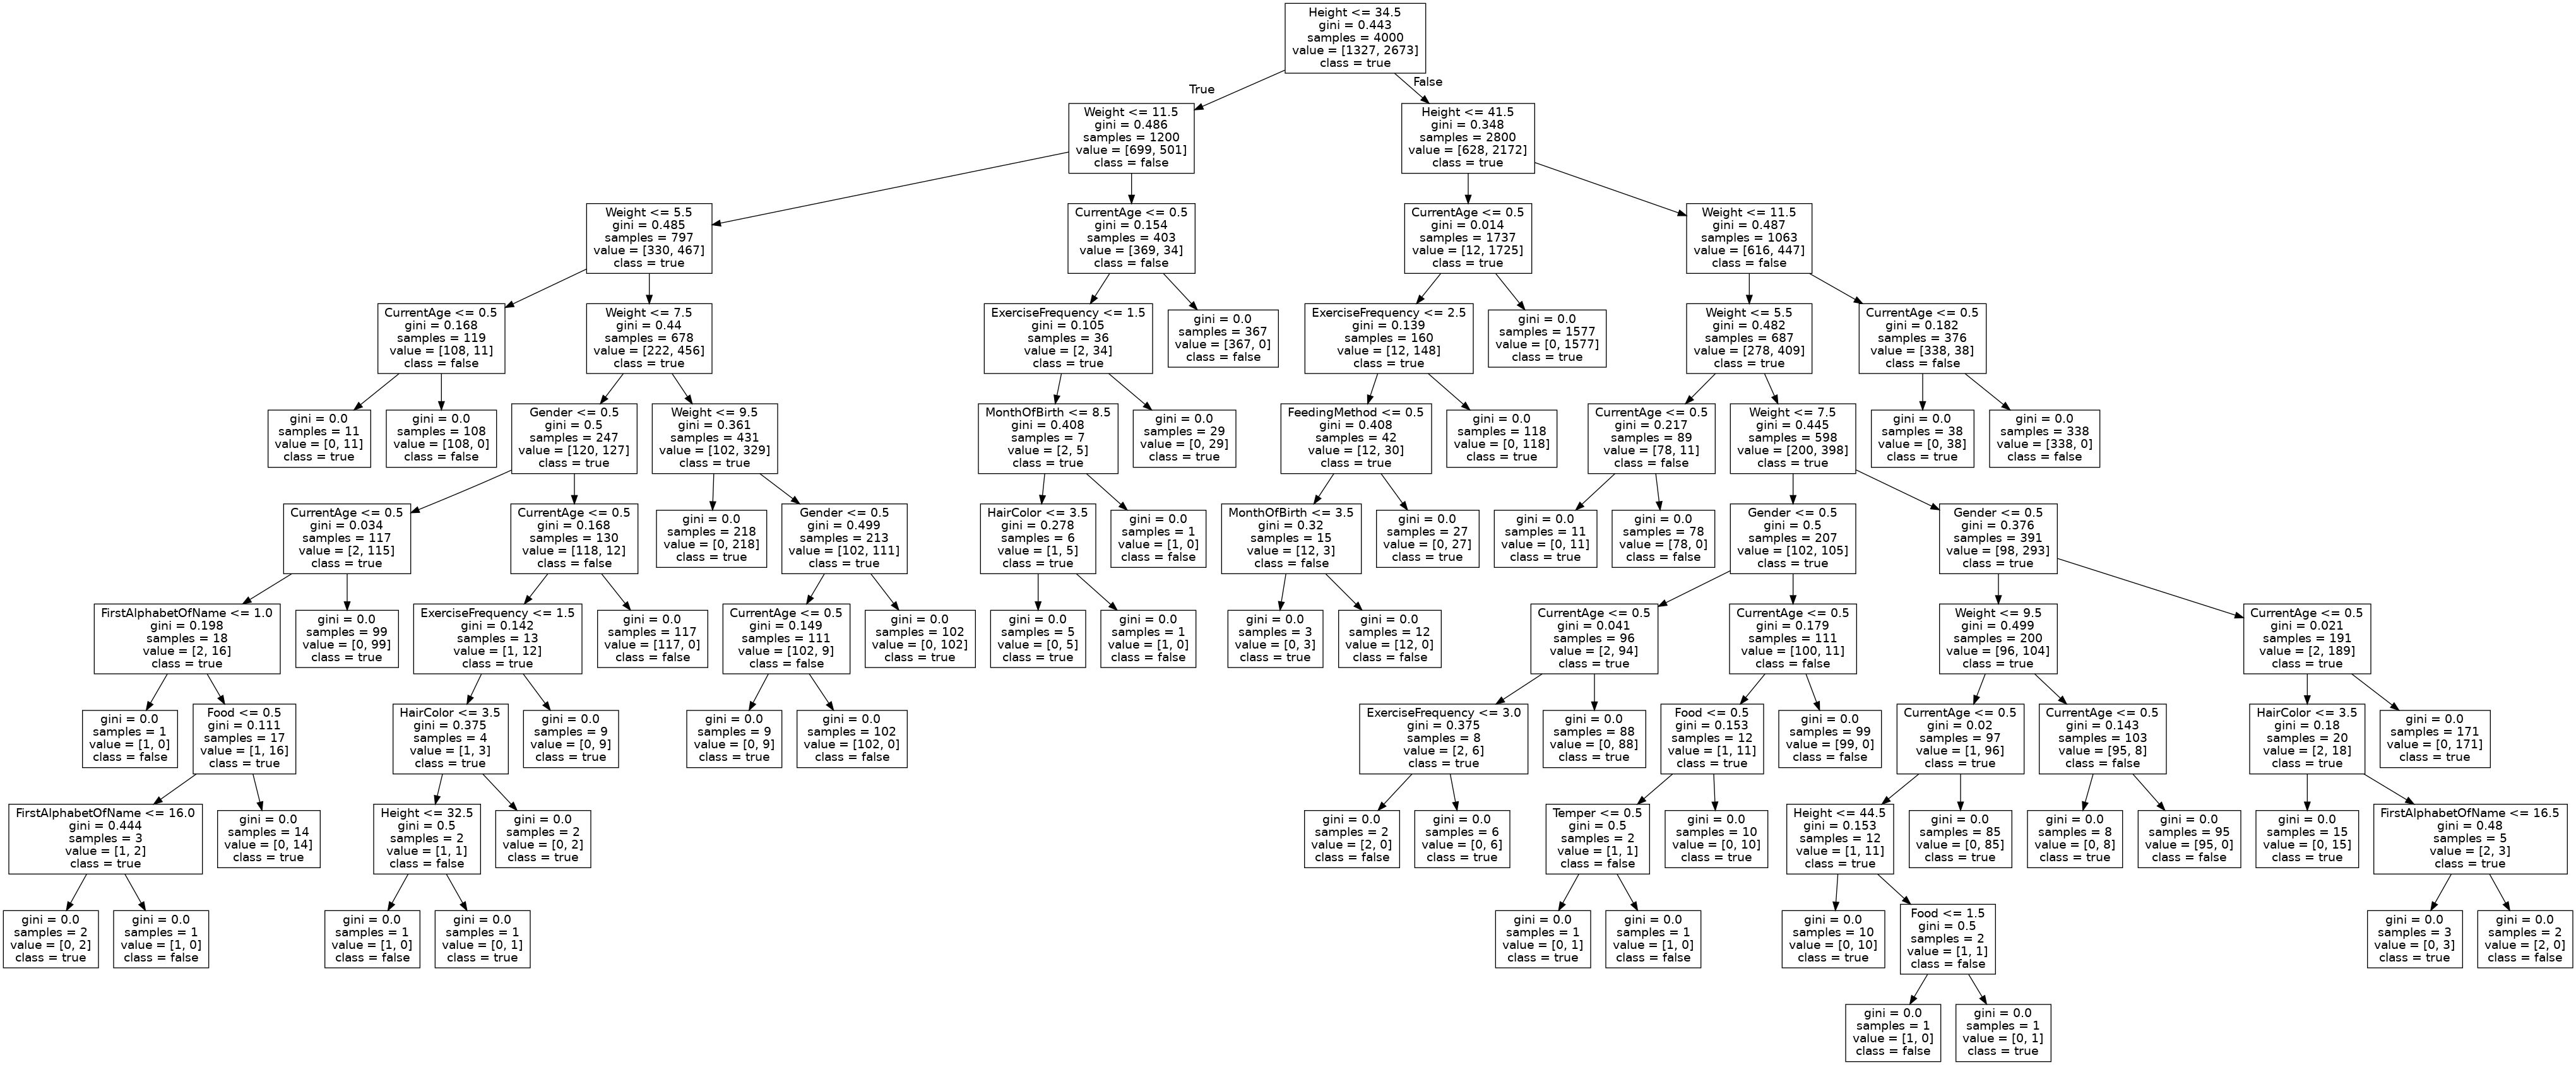 Height <= 34.5
gini = 0.443
samples = 4000
value = [1327, 2673]
class = true
True
False
Weight <= 11.5
gini = 0.486
samples = 1200
value = [699, 501]
class = false
Height <= 41.5
gini = 0.348
samples = 2800
value = [628, 2172]
class = true
Weight <= 5.5
gini = 0.485
samples = 797
value = [330, 467]
class = true
CurrentAge <= 0.5
gini = 0.154
samples = 403
value = [369, 34]
class = false
CurrentAge <= 0.5
gini = 0.014
samples = 1737
value = [12, 1725]
class = true
Weight <= 11.5
gini = 0.487
samples = 1063
value = [616, 447]
class = false
CurrentAge <= 0.5
gini = 0.168
samples = 119
value = [108, 11]
class = false
Weight <= 7.5
gini = 0.44
samples = 678
value = [222, 456]
class = true
ExerciseFrequency <= 1.5
gini = 0.105
samples = 36
value = [2, 34]
class = true
gini = 0.0
samples = 367
value = [367, 0]
class = false
ExerciseFrequency <= 2.5
gini = 0.139
samples = 160
value = [12, 148]
class = true
gini = 0.0
samples = 1577
value = [0, 1577]
class = true
Weight <= 5.5
gini = 0.482
samples = 687
value = [278, 409]
class = true
CurrentAge <= 0.5
gini = 0.182
samples = 376
value = [338, 38]
class = false
gini = 0.0
samples = 11
value = [0, 11]
class = true
gini = 0.0
samples = 108
value = [108, 0]
class = false
Gender <= 0.5
gini = 0.5
samples = 247
value = [120, 127]
class = true
Weight <= 9.5
gini = 0.361
samples = 431
value = [102, 329]
class = true
MonthOfBirth <= 8.5
gini = 0.408
samples = 7
value = [2, 5]
class = true
gini = 0.0
samples = 29
value = [0, 29]
class = true
FeedingMethod <= 0.5
gini = 0.408
samples = 42
value = [12, 30]
class = true
gini = 0.0
samples = 118
value = [0, 118]
class = true
CurrentAge <= 0.5
gini = 0.217
samples = 89
value = [78, 11]
class = false
Weight <= 7.5
gini = 0.445
samples = 598
value = [200, 398]
class = true
gini = 0.0
samples = 38
value = [0, 38]
class = true
gini = 0.0
samples = 338
value = [338, 0]
class = false
CurrentAge <= 0.5
gini = 0.034
samples = 117
value = [2, 115]
class = true
CurrentAge <= 0.5
gini = 0.168
samples = 130
value = [118, 12]
class = false
gini = 0.0
samples = 218
value = [0, 218]
class = true
Gender <= 0.5
gini = 0.499
samples = 213
value = [102, 111]
class = true
HairColor <= 3.5
gini = 0.278
samples = 6
value = [1, 5]
class = true
gini = 0.0
samples = 1
value = [1, 0]
class = false
MonthOfBirth <= 3.5
gini = 0.32
samples = 15
value = [12, 3]
class = false
gini = 0.0
samples = 27
value = [0, 27]
class = true
gini = 0.0
samples = 11
value = [0, 11]
class = true
gini = 0.0
samples = 78
value = [78, 0]
class = false
Gender <= 0.5
gini = 0.5
samples = 207
value = [102, 105]
class = true
Gender <= 0.5
gini = 0.376
samples = 391
value = [98, 293]
class = true
FirstAlphabetOfName <= 1.0
gini = 0.198
samples = 18
value = [2, 16]
class = true
gini = 0.0
samples = 99
value = [0, 99]
class = true
ExerciseFrequency <= 1.5
gini = 0.142
samples = 13
value = [1, 12]
class = true
gini = 0.0
samples = 117
value = [117, 0]
class = false
CurrentAge <= 0.5
gini = 0.149
samples = 111
value = [102, 9]
class = false
gini = 0.0
samples = 102
value = [0, 102]
class = true
gini = 0.0
samples = 5
value = [0, 5]
class = true
gini = 0.0
samples = 1
value = [1, 0]
class = false
gini = 0.0
samples = 3
value = [0, 3]
class = true
gini = 0.0
samples = 12
value = [12, 0]
class = false
CurrentAge <= 0.5
gini = 0.041
samples = 96
value = [2, 94]
class = true
CurrentAge <= 0.5
gini = 0.179
samples = 111
value = [100, 11]
class = false
Weight <= 9.5
gini = 0.499
samples = 200
value = [96, 104]
class = true
CurrentAge <= 0.5
gini = 0.021
samples = 191
value = [2, 189]
class = true
gini = 0.0
samples = 1
value = [1, 0]
class = false
Food <= 0.5
gini = 0.111
samples = 17
value = [1, 16]
class = true
HairColor <= 3.5
gini = 0.375
samples = 4
value = [1, 3]
class = true
gini = 0.0
samples = 9
value = [0, 9]
class = true
gini = 0.0
samples = 9
value = [0, 9]
class = true
gini = 0.0
samples = 102
value = [102, 0]
class = false
ExerciseFrequency <= 3.0
gini = 0.375
samples = 8
value = [2, 6]
class = true
gini = 0.0
samples = 88
value = [0, 88]
class = true
Food <= 0.5
gini = 0.153
samples = 12
value = [1, 11]
class = true
gini = 0.0
samples = 99
value = [99, 0]
class = false
CurrentAge <= 0.5
gini = 0.02
samples = 97
value = [1, 96]
class = true
CurrentAge <= 0.5
gini = 0.143
samples = 103
value = [95, 8]
class = false
HairColor <= 3.5
gini = 0.18
samples = 20
value = [2, 18]
class = true
gini = 0.0
samples = 171
value = [0, 171]
class = true
FirstAlphabetOfName <= 16.0
gini = 0.444
samples = 3
value = [1, 2]
class = true
gini = 0.0
samples = 14
value = [0, 14]
class = true
Height <= 32.5
gini = 0.5
samples = 2
value = [1, 1]
class = false
gini = 0.0
samples = 2
value = [0, 2]
class = true
gini = 0.0
samples = 2
value = [2, 0]
class = false
gini = 0.0
samples = 6
value = [0, 6]
class = true
Temper <= 0.5
gini = 0.5
samples = 2
value = [1, 1]
class = false
gini = 0.0
samples = 10
value = [0, 10]
class = true
Height <= 44.5
gini = 0.153
samples = 12
value = [1, 11]
class = true
gini = 0.0
samples = 85
value = [0, 85]
class = true
gini = 0.0
samples = 8
value = [0, 8]
class = true
gini = 0.0
samples = 95
value = [95, 0]
class = false
gini = 0.0
samples = 15
value = [0, 15]
class = true
FirstAlphabetOfName <= 16.5
gini = 0.48
samples = 5
value = [2, 3]
class = true
gini = 0.0
samples = 2
value = [0, 2]
class = true
gini = 0.0
samples = 1
value = [1, 0]
class = false
gini = 0.0
samples = 1
value = [1, 0]
class = false
gini = 0.0
samples = 1
value = [0, 1]
class = true
gini = 0.0
samples = 1
value = [0, 1]
class = true
gini = 0.0
samples = 1
value = [1, 0]
class = false
gini = 0.0
samples = 10
value = [0, 10]
class = true
Food <= 1.5
gini = 0.5
samples = 2
value = [1, 1]
class = false
gini = 0.0
samples = 3
value = [0, 3]
class = true
gini = 0.0
samples = 2
value = [2, 0]
class = false
gini = 0.0
samples = 1
value = [1, 0]
class = false
gini = 0.0
samples = 1
value = [0, 1]
class = true